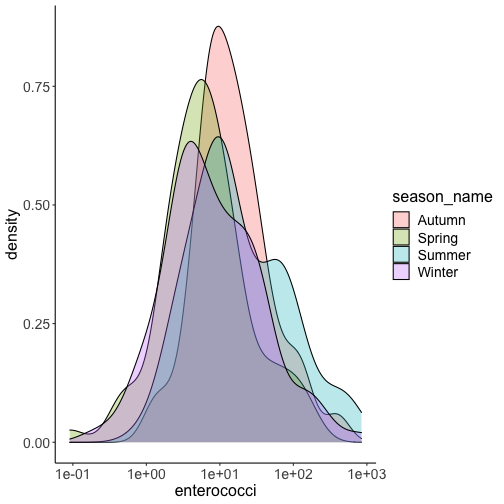 density
0.75
0.50
0.25
0.00
1e-01 1e+00 1e+01 1e+02 1e+03
enterococci
season_name
Autumn
Spring
Summer
Winter